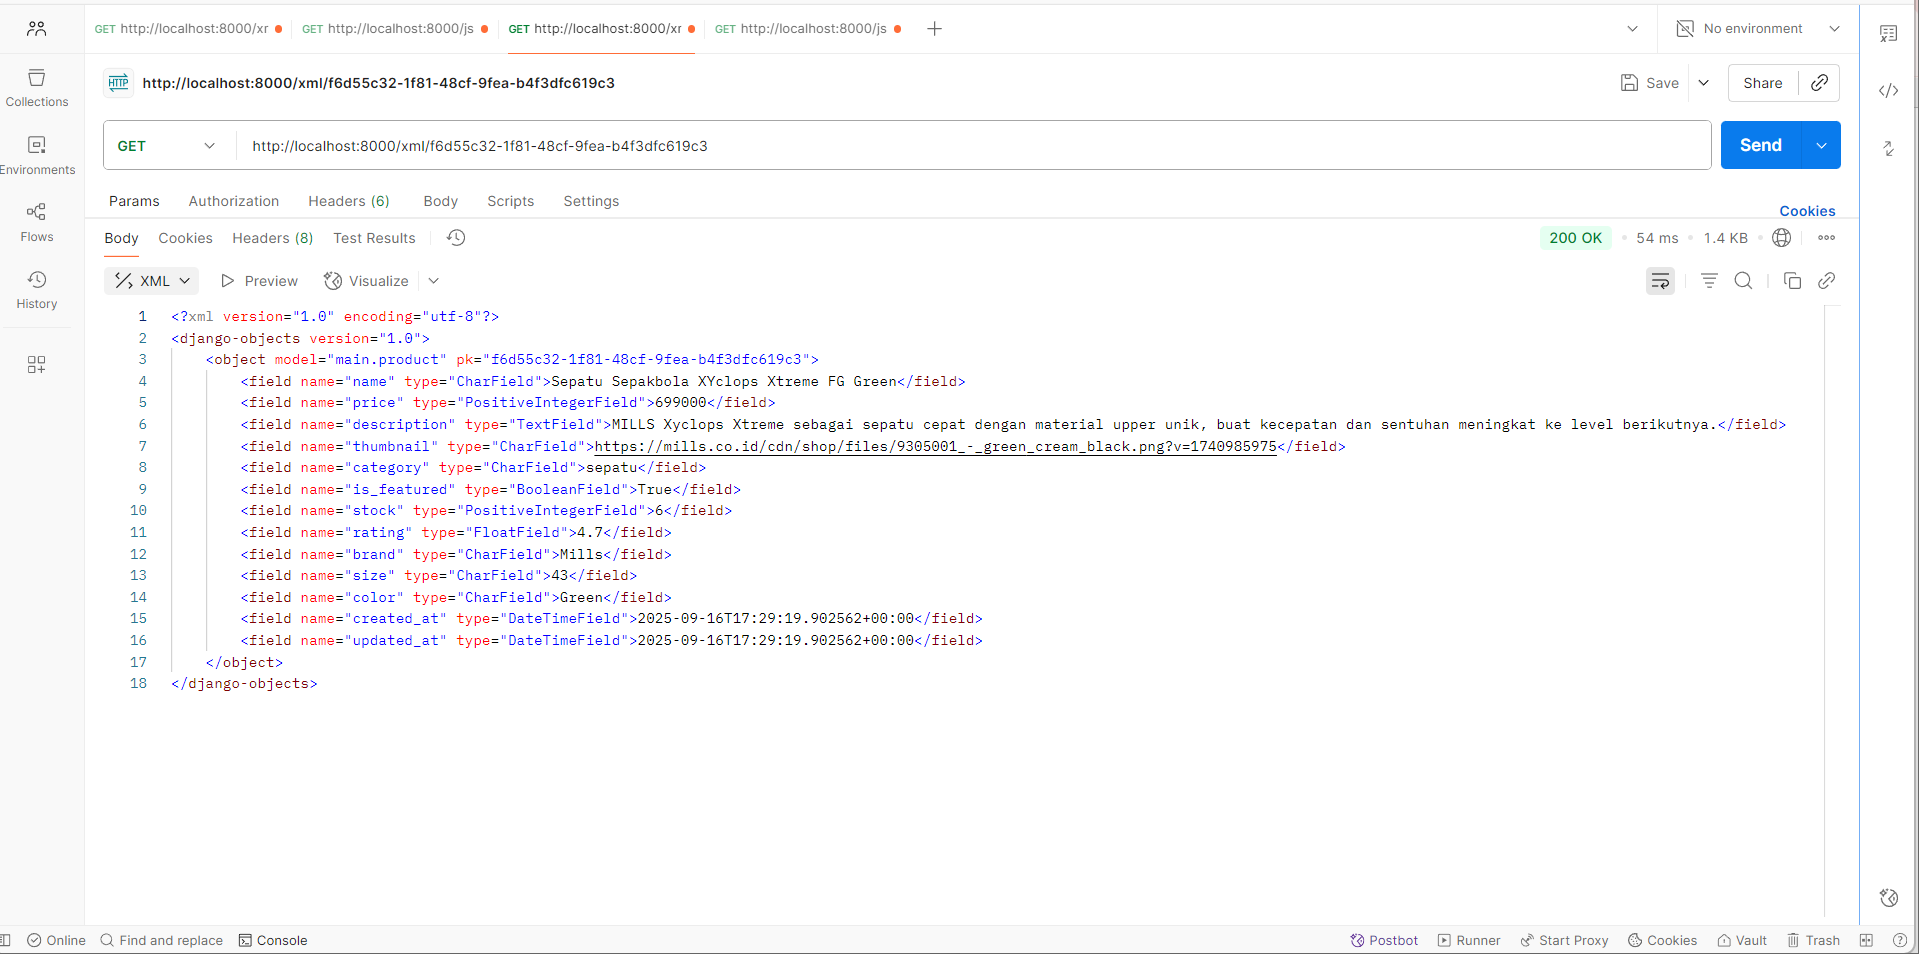 GET http://localhost:8000/xr GET http://localhost:8000/js GET http://localhost:8000/xr GET http://localhost:8000/js No environment
HTTP http://localhost:8000/xml/f6d55c32-1f81-48cf-9fea-b4f3dfc619c3 Save Share
Collections
GET http://localhost:8000/xml/f6d55c32-1f81-48cf-9fea-b4f3dfc619c3 Send
Environments
Params Authorization Headers (6) Body Scripts Settings Cookies
Flows
Body Cookies Headers (8) Test Results 200 OK 54 ms 1.4 KB
XML Preview Visualize
History
1 <?xml version="1.0" encoding="utf-8"?>
2 <django-objects version="1.0">
3 <object model="main.product" pk="f6d55c32-1f81-48cf-9fea-b4f3dfc619c3">
4 <field name="name" type="CharField">Sepatu Sepakbola XYclops Xtreme FG Green</field>
5 <field name="price" type="PositiveIntegerField">699000</field>
6 <field name="description" type="TextField">MILLS Xyclops Xtreme sebagai sepatu cepat dengan material upper unik, buat kecepatan dan sentuhan meningkat ke level berikutnya.</field>
7 <field name="thumbnail" type="CharField">https://mills.co.id/cdn/shop/files/9305001_-_green_cream_black.png?v=1740985975</field>
8 <field name="category" type="CharField">sepatu</field>
9 <field name="is_featured" type="BooleanField">True</field>
10 <field name="stock" type="PositiveIntegerField">6</field>
11 <field name="rating" type="FloatField">4.7</field>
12 <field name="brand" type="CharField">Mills</field>
13 <field name="size" type="CharField">43</field>
14 <field name="color" type="CharField">Green</field>
15 <field name="created_at" type="DateTimeField">2025-09-16T17:29:19.902562+00:00</field>
16 <field name="updated_at" type="DateTimeField">2025-09-16T17:29:19.902562+00:00</field>
17 </object>
18 </django-objects>
Online Find and replace Console Postbot Runner Start Proxy Cookies Vault Trash